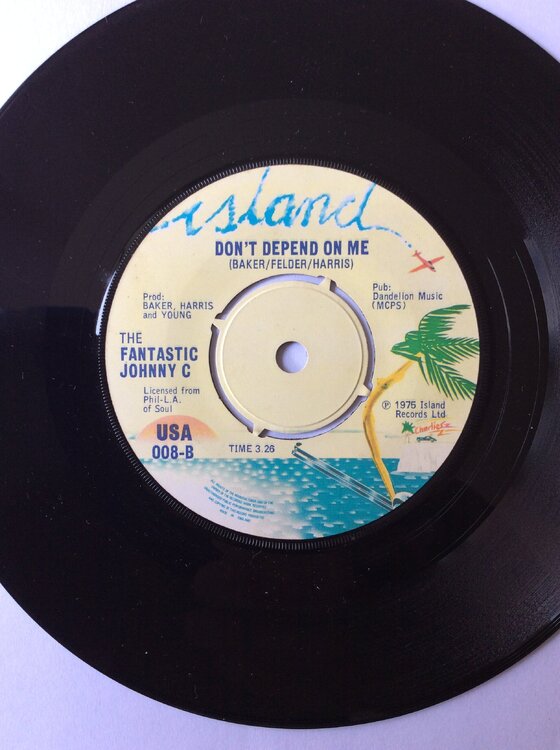 island
DON'T DEPEND ON ME
(BAKER/FELDER/HARRIS)
Prod:
BAKER, HARRIS
and YOUNG
Pub:
Dandelion Music
(MCPS)
THE
FANTASTIC
JOHNNY C
Licensed from
Phil-L.A.
of Soul
℗ 1975 Island
Records Ltd
USA
008-B
TIME 3.26